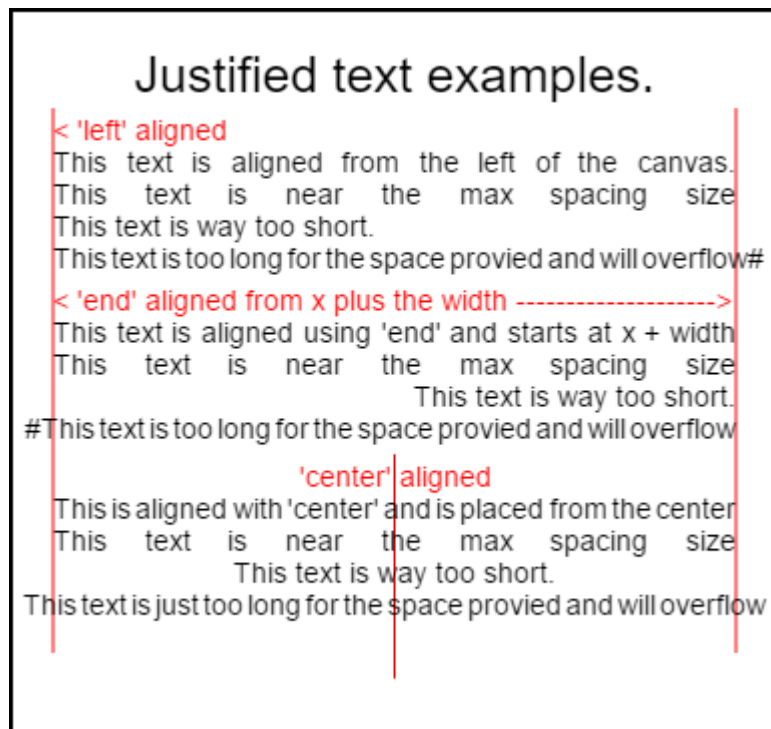 Justified text examples.
< 'left' aligned
This text is aligned from the left of the canvas.
This text is near the max spacing size
This text is way too short.
This text is too long for the space provied and will overflow#
< 'end' aligned from x plus the width -------------------->
This text is aligned using 'end' and starts at x + width
This text is near the max spacing size
This text is way too short.
#This text is too long for the space provied and will overflow
'center' aligned
This is aligned with 'center' and is placed from the center
This text is near the max spacing size
This text is way too short.
This text is just too long for the space provied and will overflow